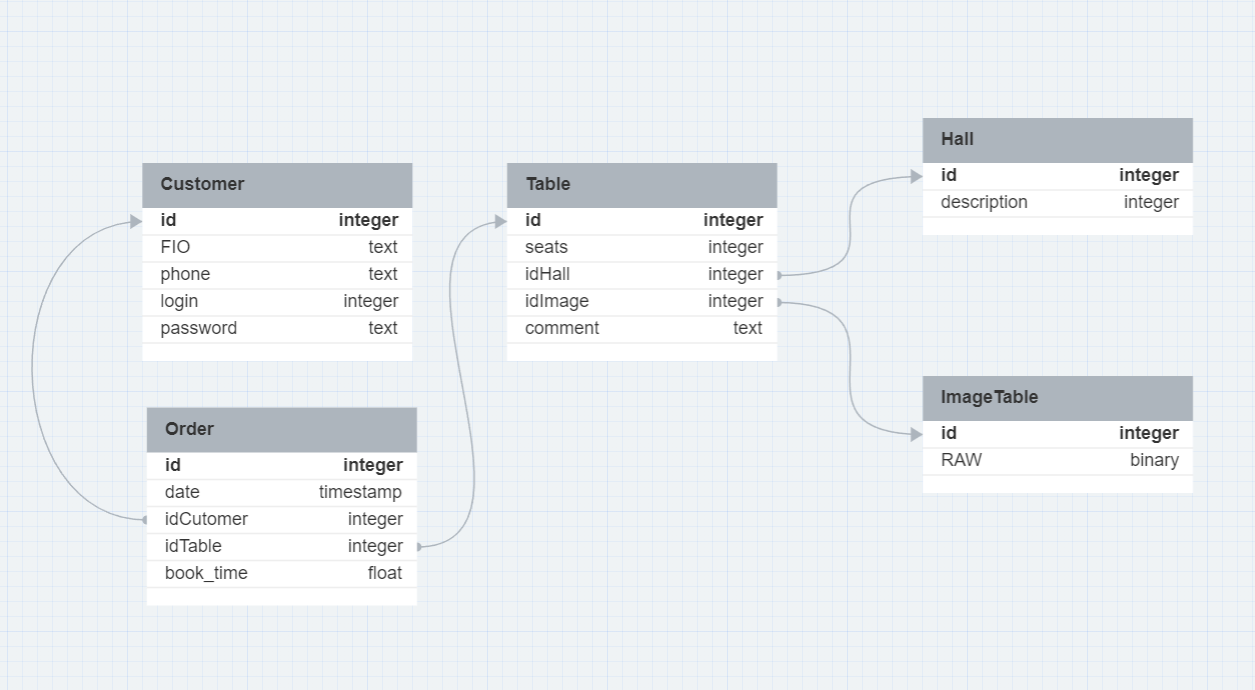 Customer
id integer
FIO text
phone text
login integer
password text
Order
id integer
date timestamp
idCutomer integer
idTable integer
book_time float
Table
id integer
seats integer
idHall integer
idImage integer
comment text
Hall
id integer
description integer
ImageTable
id integer
RAW binary